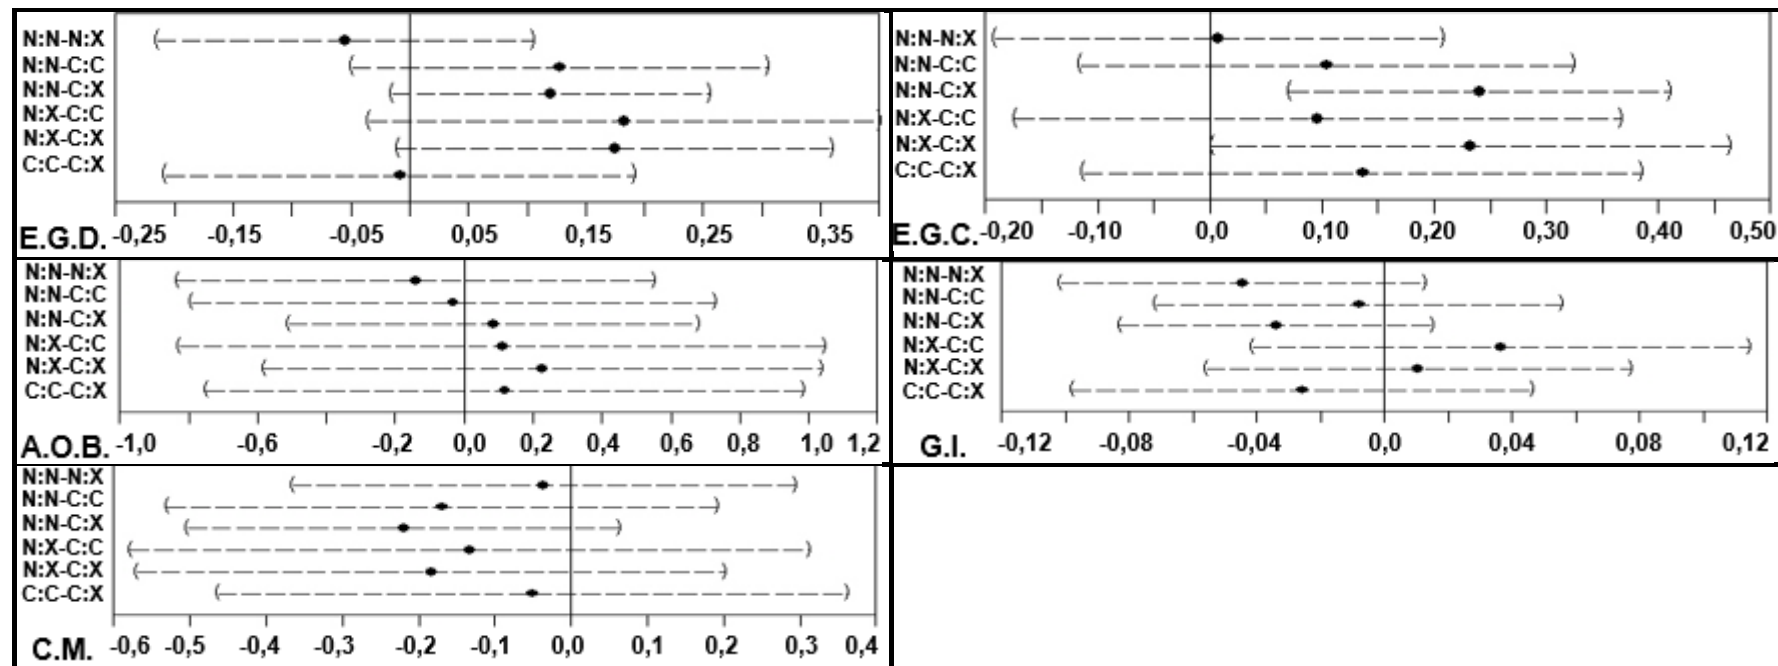 N:N-N:X
N:N-C:C
N:N-C:X
N:X-C:C
N:X-C:X
C:C-C:X
E.G.D. -0,25 -0,15 -0,05 0,05 0,15 0,25 0,35
N:N-N:X
N:N-C:C
N:N-C:X
N:X-C:C
N:X-C:X
C:C-C:X
E.G.C. -0,20 -0,10 0,0 0,10 0,20 0,30 0,40 0,50
N:N-N:X
N:N-C:C
N:N-C:X
N:X-C:C
N:X-C:X
C:C-C:X
A.O.B. -1,0 -0,6 -0,2 0,0 0,2 0,4 0,6 0,8 1,0 1,2
N:N-N:X
N:N-C:C
N:N-C:X
N:X-C:C
N:X-C:X
C:C-C:X
G.I. -0,12 -0,08 -0,04 0,0 0,04 0,08 0,12
N:N-N:X
N:N-C:C
N:N-C:X
N:X-C:C
N:X-C:X
C:C-C:X
C.M. -0,6 -0,5 -0,4 -0,3 -0,2 -0,1 0,0 0,1 0,2 0,3 0,4